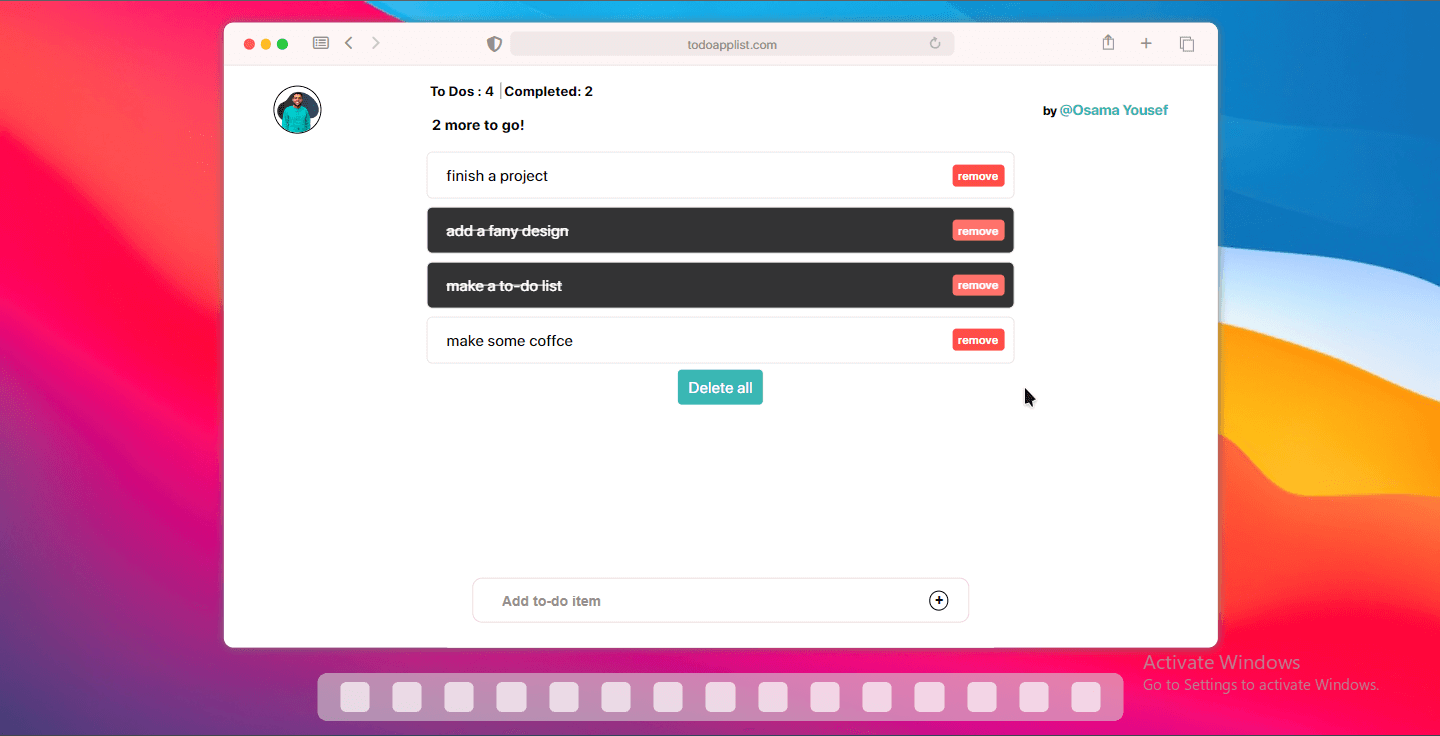 todoapplist.com
To Dos : 4 Completed: 2
by @Osama Yousef
2 more to go!
finish a project remove
add a fany design remove
make a to-do list remove
make some coffce remove
Delete all
Add to-do item
Activate Windows
Go to Settings to activate Windows.